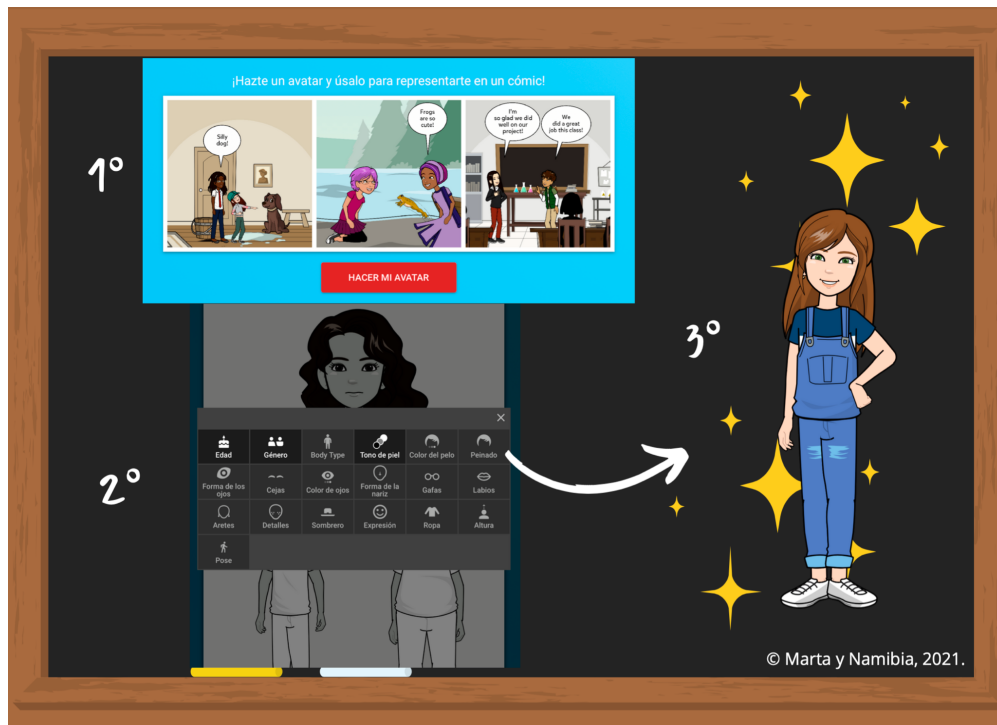 ¡Hazte un avatar y úsalo para representarte en un cómic!
1º
Silly
dog!
Frogs
are so
cute!
I'm
so glad we did
well on our
project!
We
did a great
job this class!
HACER MI AVATAR
2º
Edad
Género
Body Type
Tono de piel
Color del pelo
Peinado
Forma de los
ojos
Cejas
Color de ojos
Forma de la
nariz
Gafas
Labios
Aretes
Detalles
Sombrero
Expresión
Ropa
Altura
Pose
3º
© Marta y Namibia, 2021.